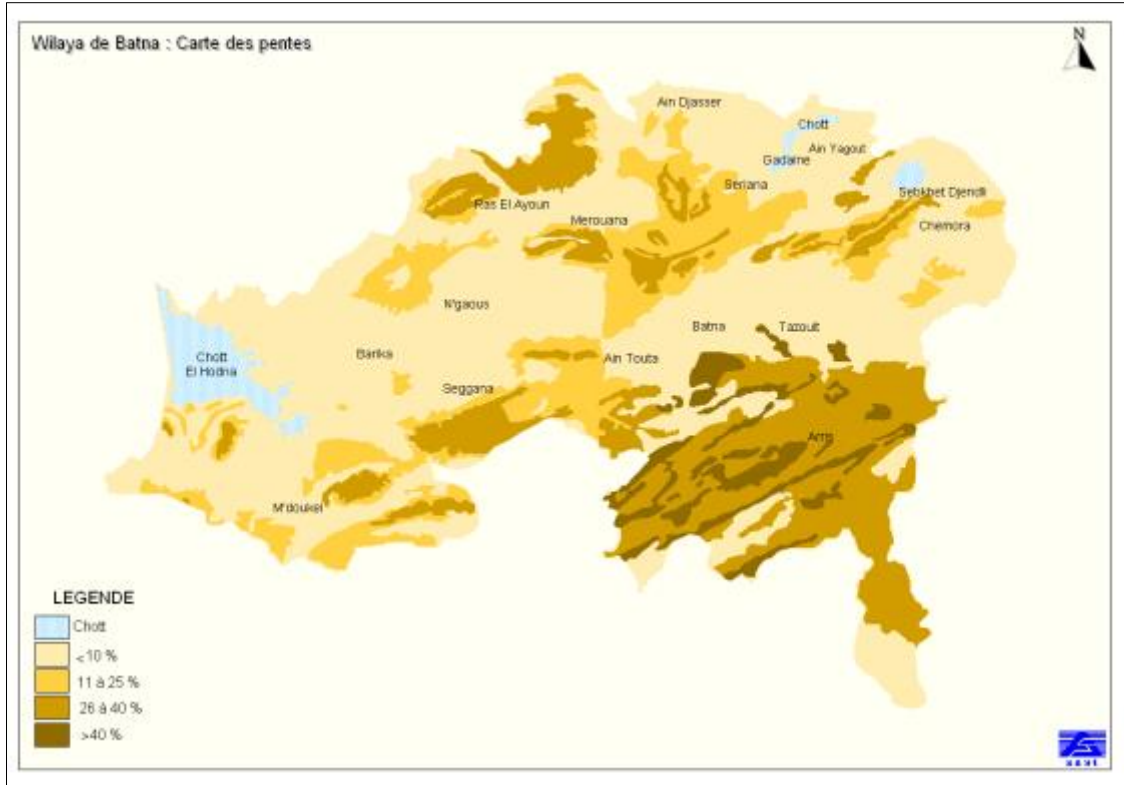 Wilaya de Batna : Carte des pentes
N
Ain Djasser
Chott
Gadaine
Ain Yagout
Seriana
Sebkhet Djendli
Ras El Ayoun
Merouana
Chemora
N'gaous
Batna
Tazouit
Chott
El Hodna
Barika
Ain Touta
Seggana
Arris
M'doukel
LEGENDE
Chott
<10 %
11 à 25 %
26 à 40 %
>40 %